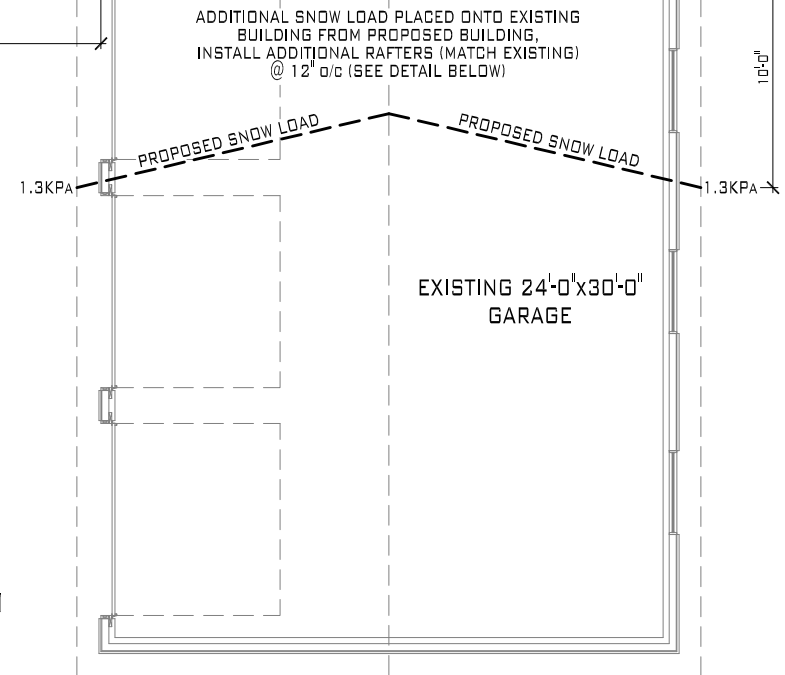 ADDITIONAL SNOW LOAD PLACED ONTO EXISTING
BUILDING FROM PROPOSED BUILDING,
INSTALL ADDITIONAL RAFTERS (MATCH EXISTING)
@ 12" o/c (SEE DETAIL BELOW)
10'-0"
PROPOSED SNOW LOAD
PROPOSED SNOW LOAD
1.3KPA
1.3KPA
EXISTING 24'-0"x30'-0"
GARAGE